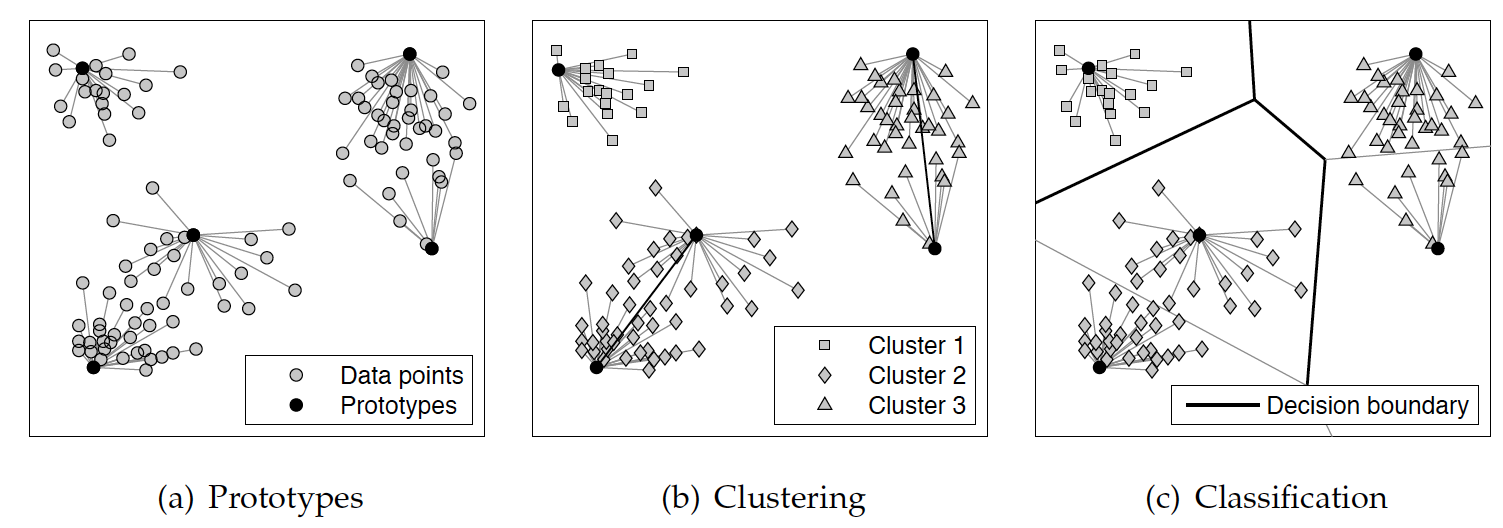 Data points
Prototypes
(a) Prototypes
Cluster 1
Cluster 2
Cluster 3
(b) Clustering
Decision boundary
(c) Classification